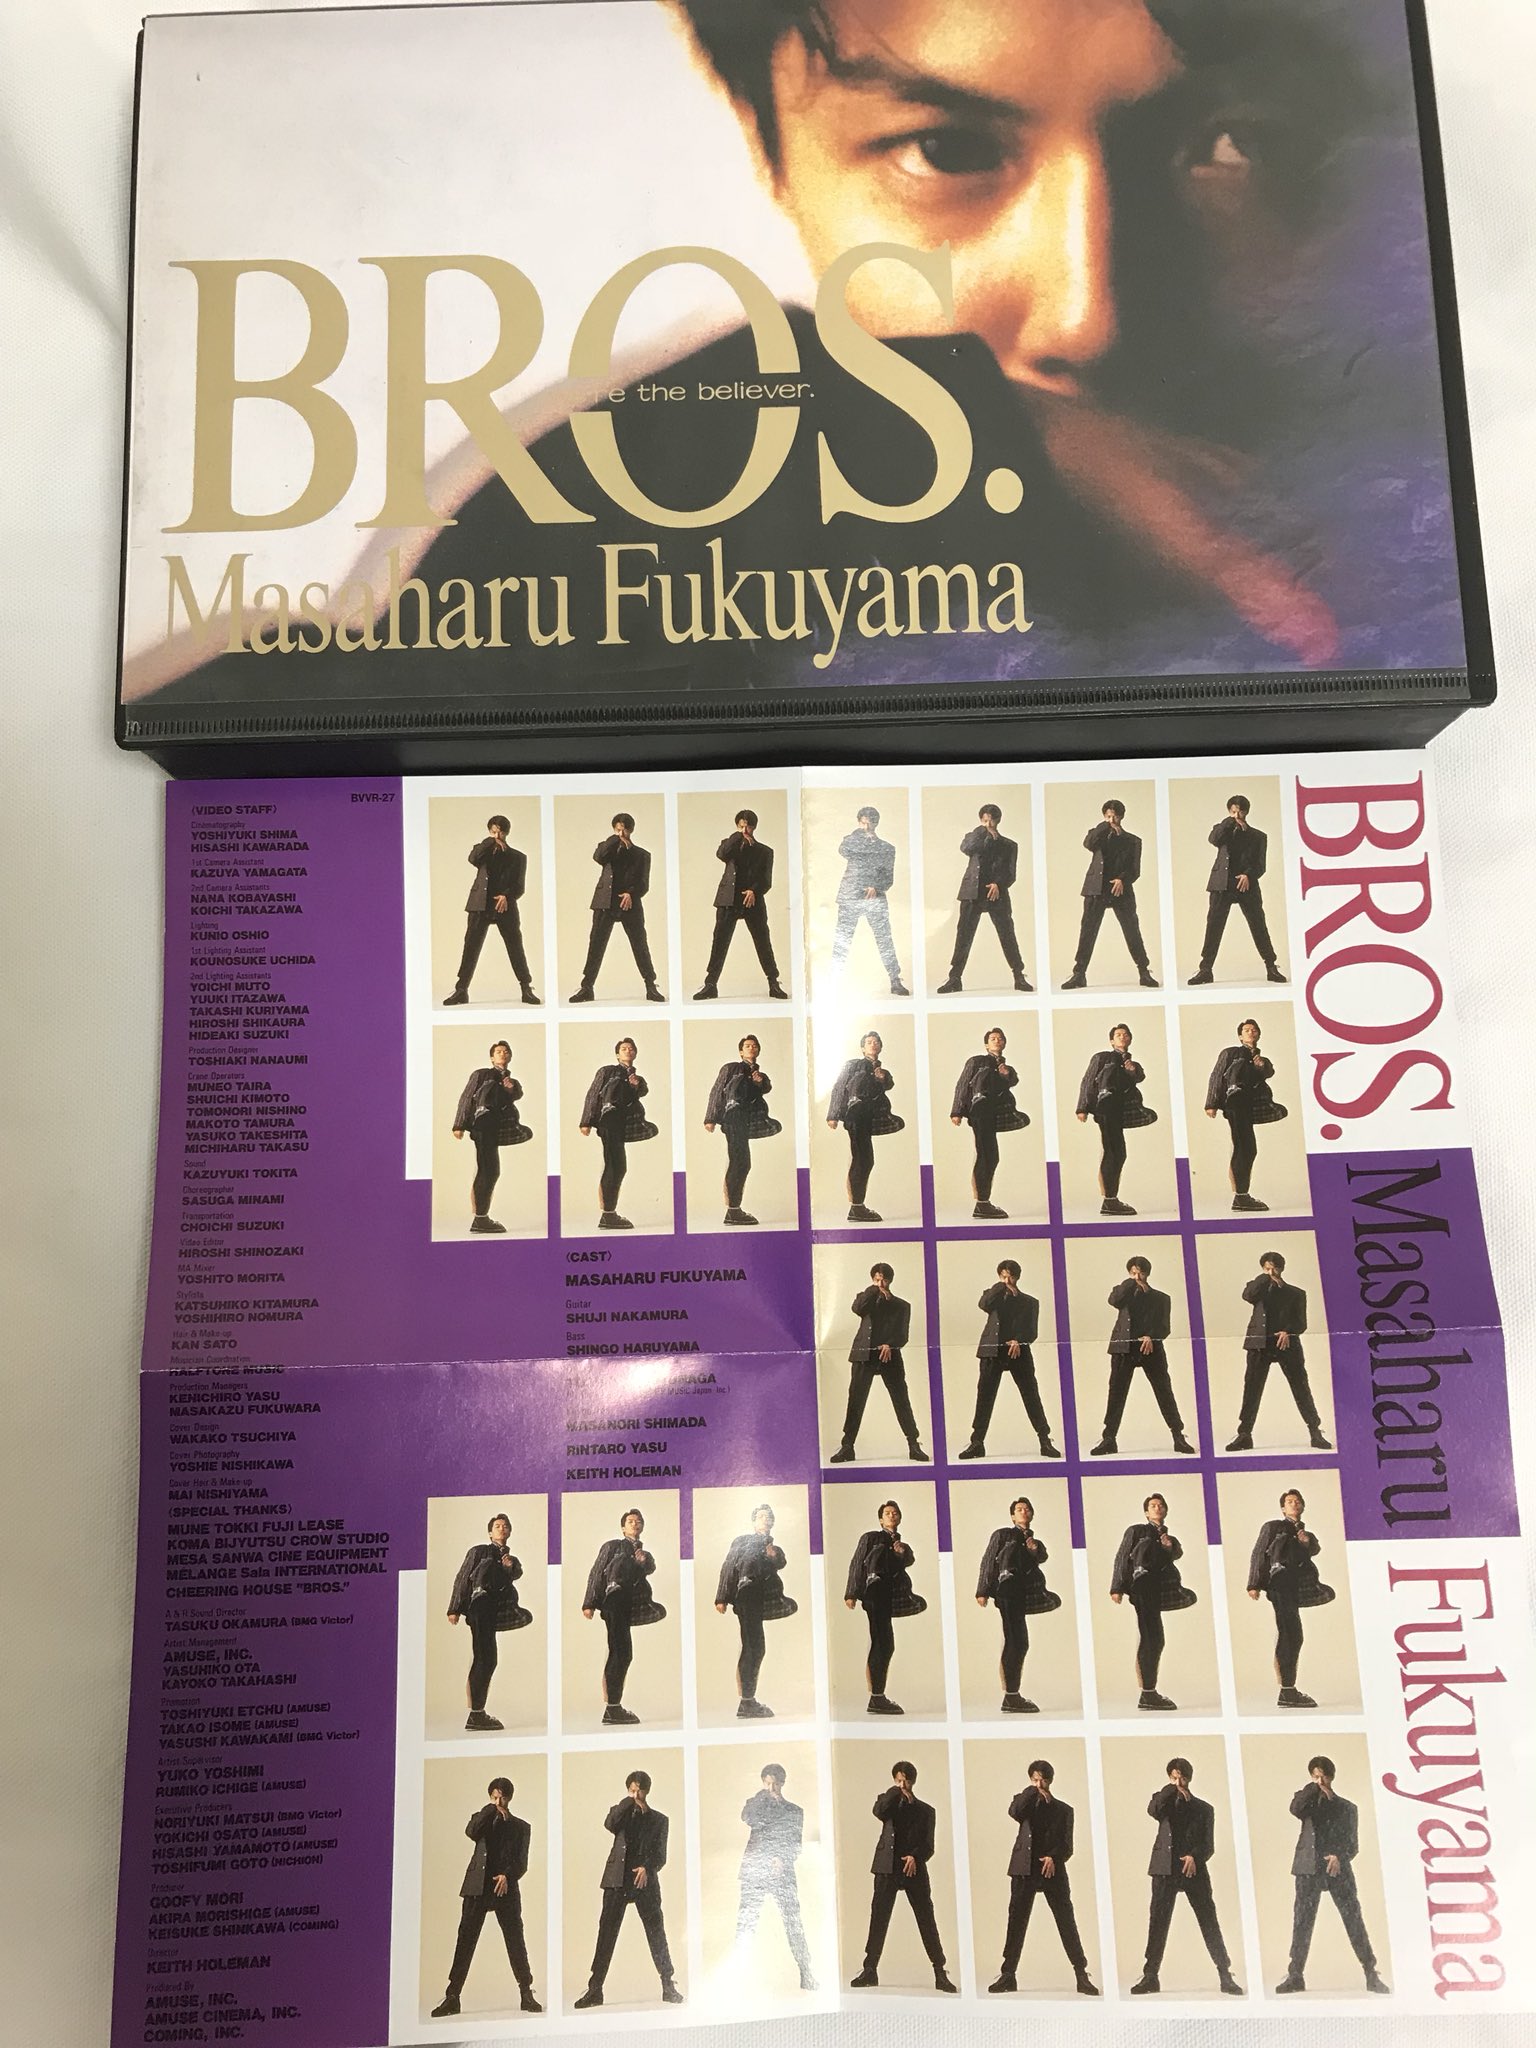 BROS.
e the believer.
Masaharu Fukuyama
BVVR-27
〈VIDEO STAFF〉
Cinematography
YOSHIYUKI SHIMA
HISASHI KAWARADA
1st Camera Assistant
KAZUYA YAMAGATA
2nd Camera Assistants
NANA KOBAYASHI
KOICHI TAKAZAWA
Lighting
KUNIO OSHIO
1st Lighting Assistant
KOUNOSUKE UCHIDA
2nd Lighting Assistants
YOICHI MUTO
YUUKI ITAZAWA
TAKASHI KURIYAMA
HIROSHI SHIKAURA
HIDEAKI SUZUKI
Production Designer
TOSHIAKI NANAUMI
Crane Operators
MUNEO TAIRA
SHUICHI KIMOTO
TOMONORI NISHINO
MAKOTO TAMURA
YASUKO TAKESHITA
MICHIHARU TAKASU
Sound
KAZUYUKI TOKITA
Choreographer
SASUGA MINAMI
Transportation
CHOICHI SUZUKI
Video Editor
HIROSHI SHINOZAKI
MA Mixer
YOSHITO MORITA
Stylists
KATSUHIKO KITAMURA
YOSHIHIRO NOMURA
Hair & Make-up
KAN SATO
Musician Coordination
HALFTONE MUSIC
Production Managers
KENICHIRO YASU
MASAKAZU FUKUWARA
Cover Design
WAKAKO TSUCHIYA
Cover Photography
YOSHIE NISHIKAWA
Cover Hair & Make-up
MAI NISHIYAMA
〈SPECIAL THANKS〉
MUNE TOKKI FUJI LEASE
KOMA BIJYUTSU CROW STUDIO
MESA SANWA CINE EQUIPMENT
MÉLANGE Sala INTERNATIONAL
CHEERING HOUSE "BROS."
A & R Sound Director
TASUKU OKAMURA (BMG Victor)
Artist Management
AMUSE, INC.
YASUHIKO OTA
KAYOKO TAKAHASHI
Promotion
TOSHIYUKI ETCHU (AMUSE)
TAKAO ISOME (AMUSE)
YASUSHI KAWAKAMI (BMG Victor)
Artist Supervisor
YUKO YOSHIMI
RUMIKO ICHIGE (AMUSE)
Executive Producers
NORIYUKI MATSUI (BMG Victor)
YOKICHI OSATO (AMUSE)
HISASHI YAMAMOTO (AMUSE)
TOSHIFUMI GOTO (NICHION)
Producer
GOOFY MORI
AKIRA MORISHIGE (AMUSE)
KEISUKE SHINKAWA (COMING)
Director
KEITH HOLEMAN
Produced By
AMUSE, INC.
AMUSE CINEMA, INC.
COMING, INC.
〈CAST〉
MASAHARU FUKUYAMA
Guitar
SHUJI NAKAMURA
Bass
SHINGO HARUYAMA
MUSIC Japan Inc.)
MASANORI SHIMADA
RINTARO YASU
KEITH HOLEMAN
BROS. Masaharu Fukuyama